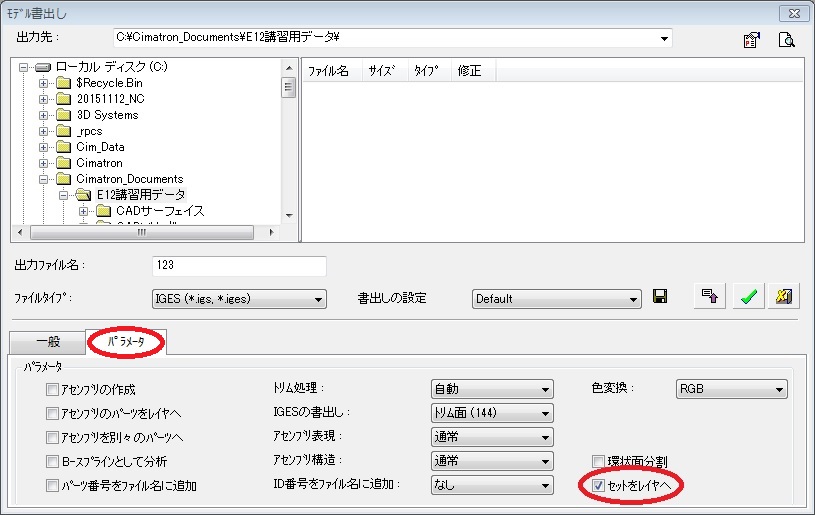 ﾓﾃﾞﾙ書出し
出力先： C:¥Cimatron_Documents¥E12講習用データ¥
ローカル ディスク (C:)
$Recycle.Bin
20151112_NC
3D Systems
_rpcs
Cim_Data
Cimatron
Cimatron_Documents
E12講習用データ
CADサーフェイス
ファイル名 サイズ タイプ 修正
出力ファイル名： 123
ファイルタイプ： IGES (*.igs, *.iges) 書出しの設定 Default
一般 パラメータ
パラメータ
アセンブリの作成 トリム処理： 自動 色変換： RGB
アセンブリのパーツをレイヤへ IGESの書出し： トリム面 (144)
アセンブリを別々のパーツへ アセンブリ表現： 通常
B-スプラインとして分析 アセンブリ構造： 通常 環状面分割
パーツ番号をファイル名に追加 ID番号をファイル名に追加： なし セットをレイヤへ